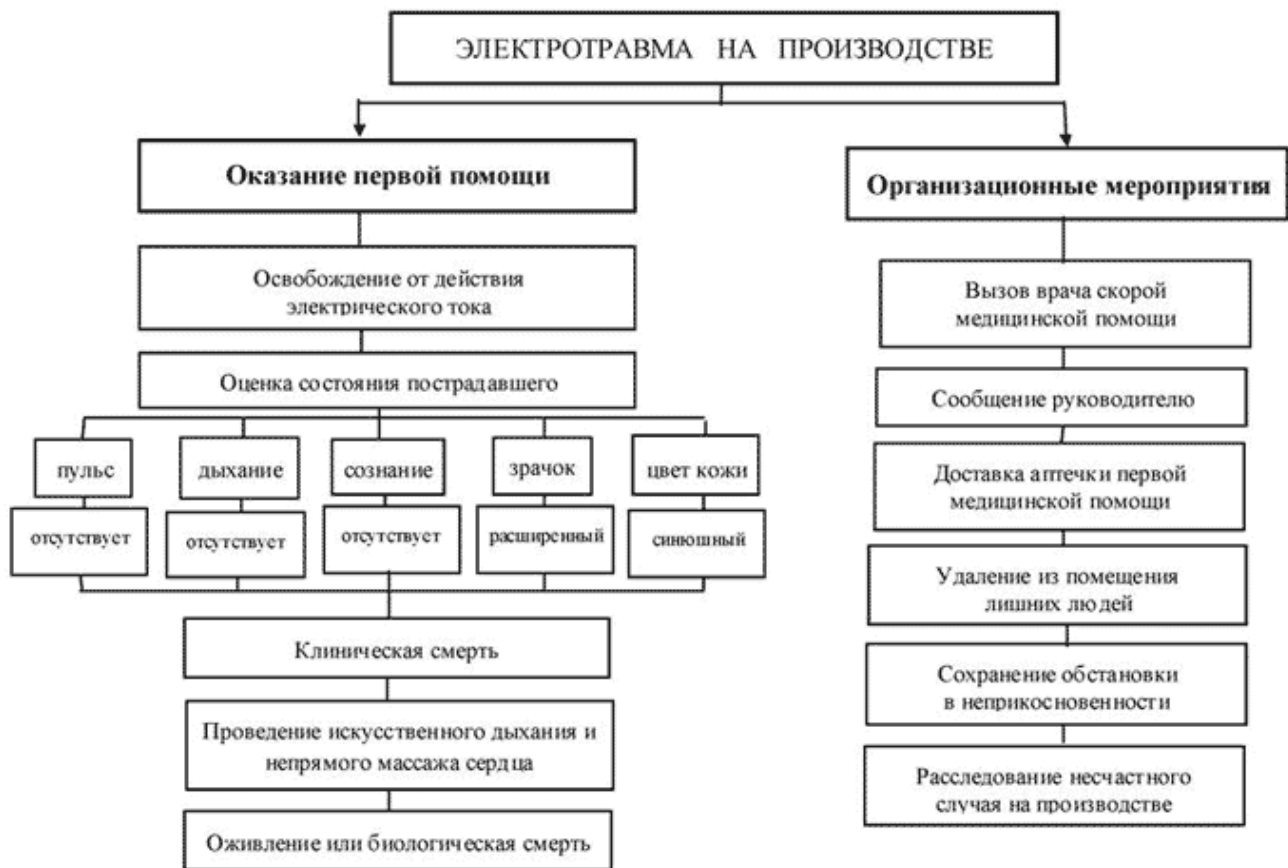 ЭЛЕКТРОТРАВМА НА ПРОИЗВОДСТВЕ
Оказание первой помощи
Освобождение от действия
электрического тока
Оценка состояния пострадавшего
пульс
дыхание
сознание
зрачок
цвет кожи
отсутствует
отсутствует
отсутствует
расширенный
синюшный
Клиническая смерть
Проведение искусственного дыхания и
непрямого массажа сердца
Оживление или биологическая смерть
Организационные мероприятия
Вызов врача скорой
медицинской помощи
Сообщение руководителю
Доставка аптечки первой
медицинской помощи
Удаление из помещения
лишних людей
Сохранение обстановки
в неприкосновенности
Расследование несчастного
случая на производстве